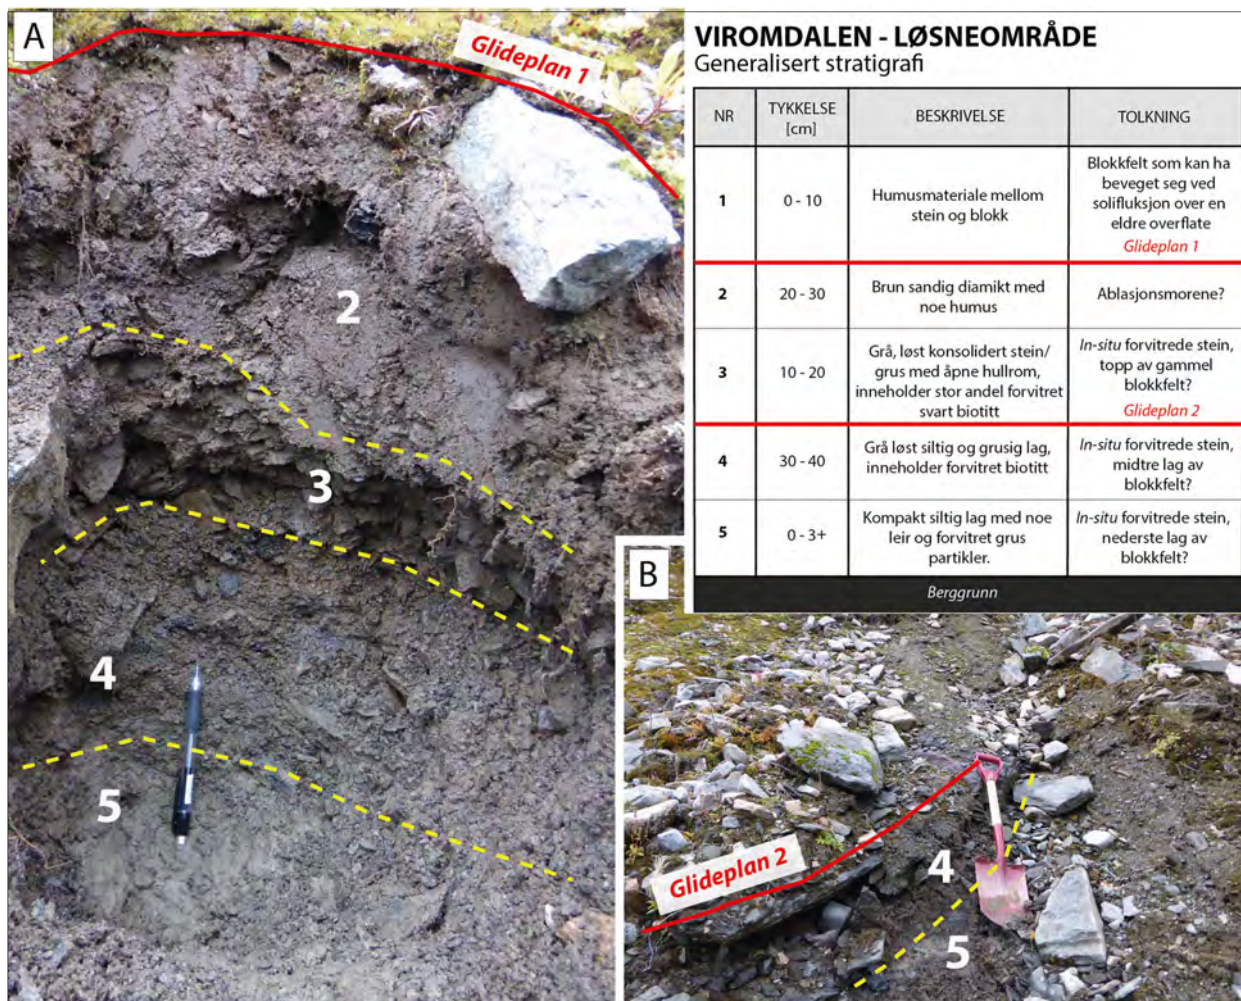 A
Glideplan 1
2
3
4
5
VIROMDALEN - LØSNEOMRÅDE
Generalisert stratigrafi
NR
TYKKELSE
[cm]
BESKRIVELSE
TOLKNING
1
0 - 10
Humusmateriale mellom
stein og blokk
Blokkfelt som kan ha
beveget seg ved
solifluksjon over en
eldre overflate
Glideplan 1
2
20 - 30
Brun sandig diamikt med
noe humus
Ablasjonsmorene?
3
10 - 20
Grå, løst konsolidert stein/
grus med åpne hullrom,
inneholder stor andel forvitret
svart biotitt
In-situ forvitrede stein,
topp av gammel
blokkfelt?
Glideplan 2
4
30 - 40
Grå løst siltig og grusig lag,
inneholder forvitret biotitt
In-situ forvitrede stein,
midtre lag av
blokkfelt?
5
0 - 3+
Kompakt siltig lag med noe
leir og forvitret grus
partikler.
In-situ forvitrede stein,
nederste lag av
blokkfelt?
Berggrunn
B
Glideplan 2
4
5